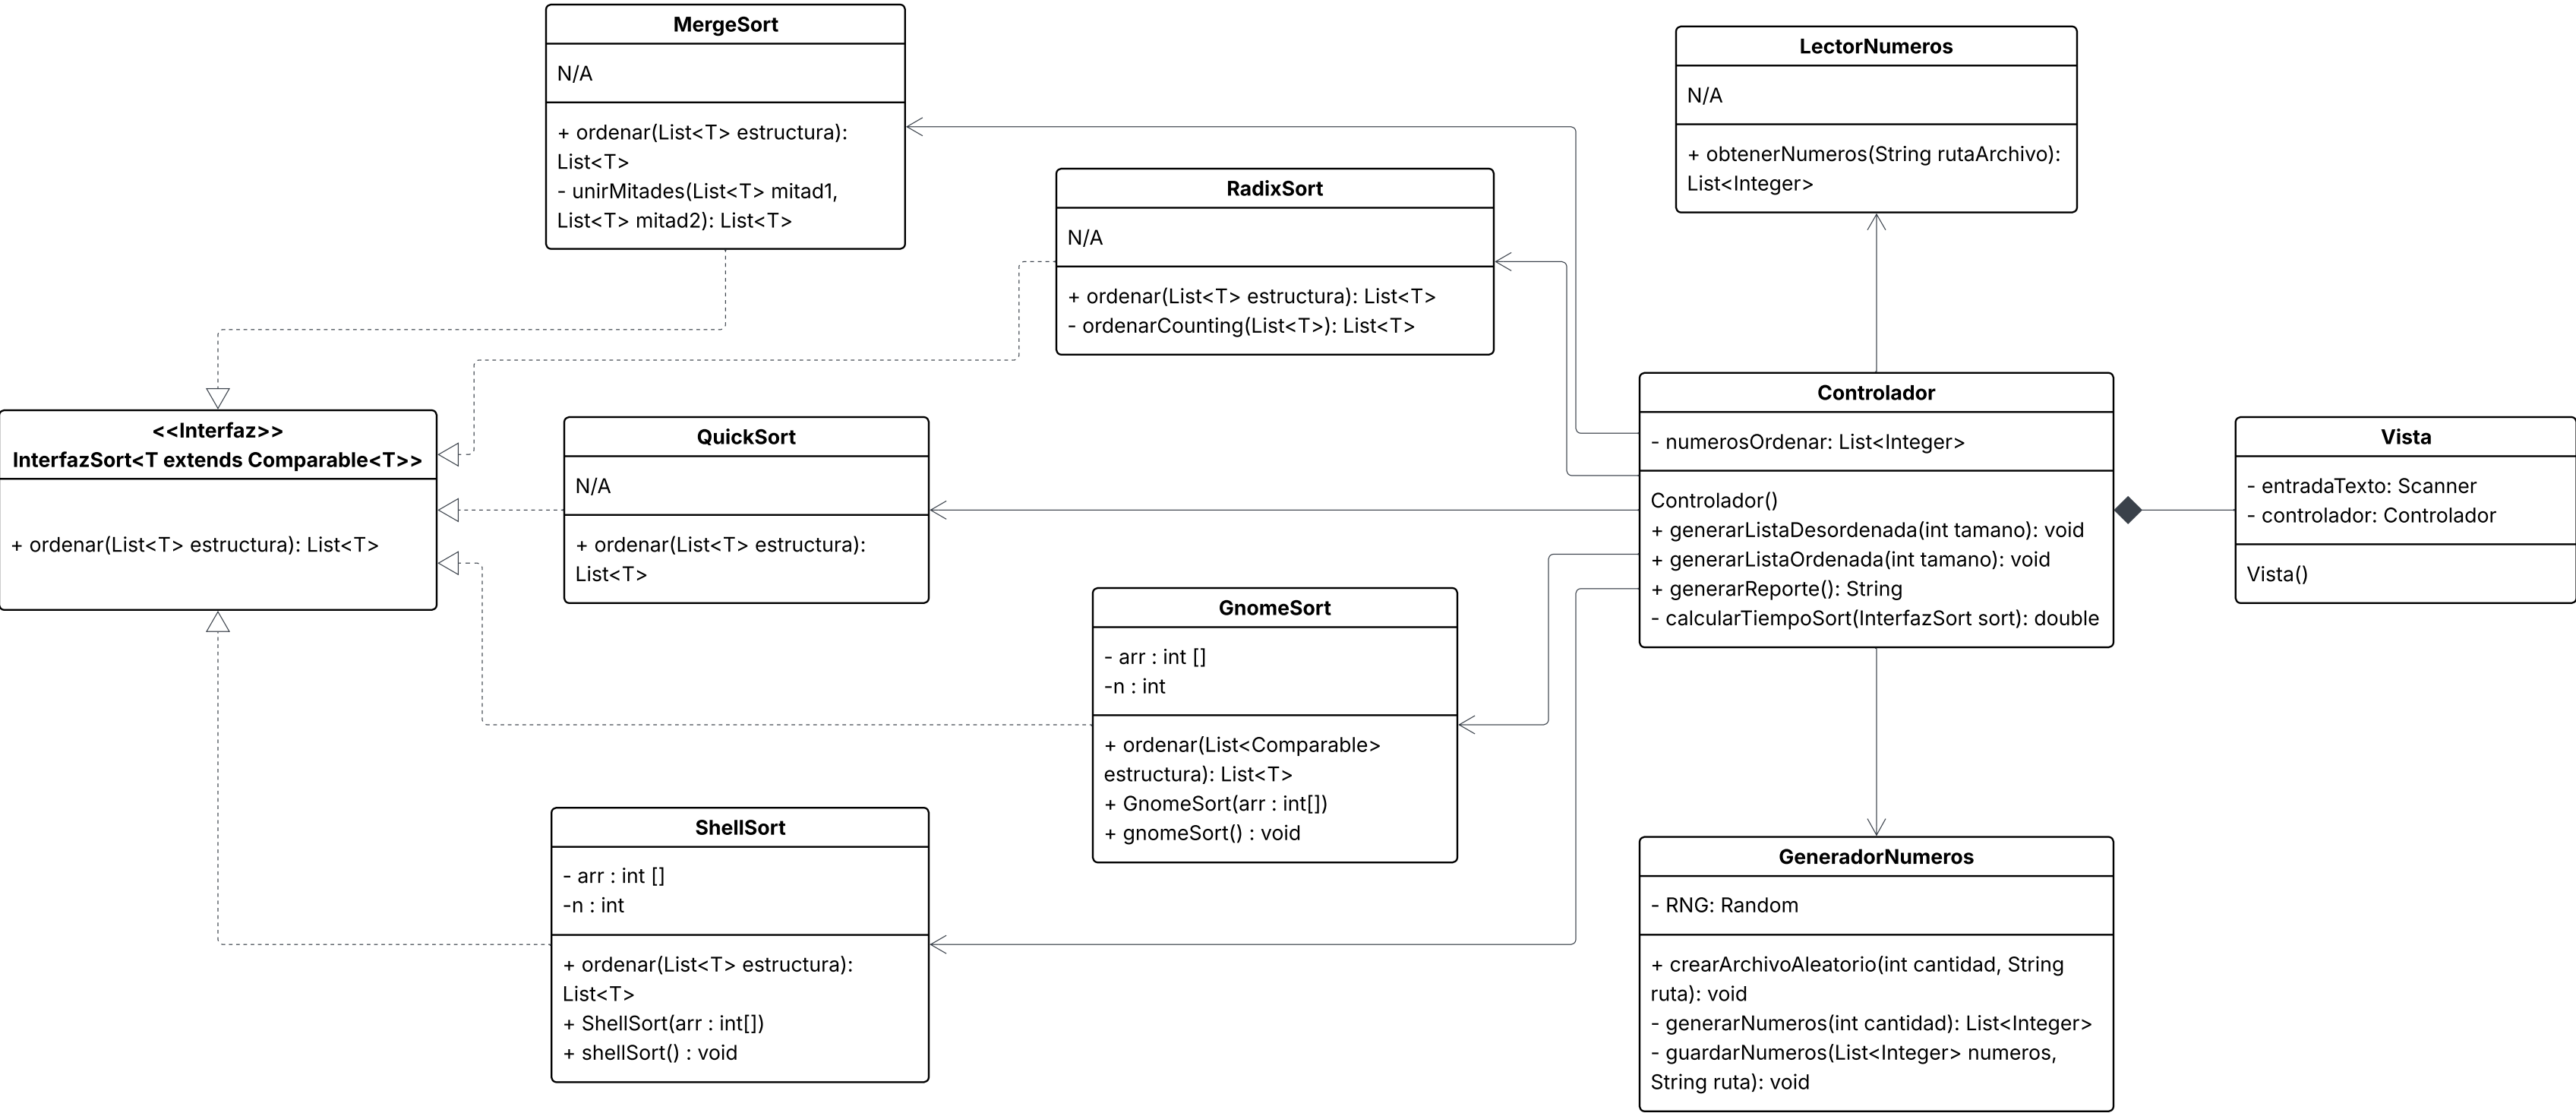 MergeSort
N/A
+ ordenar(List<T> estructura):
List<T>
- unirMitades(List<T> mitad1,
List<T> mitad2): List<T>
LectorNumeros
N/A
+ obtenerNumeros(String rutaArchivo):
List<Integer>
RadixSort
N/A
+ ordenar(List<T> estructura): List<T>
- ordenarCounting(List<T>): List<T>
<<Interfaz>>
InterfazSort<T extends Comparable<T>>
+ ordenar(List<T> estructura): List<T>
QuickSort
N/A
+ ordenar(List<T> estructura):
List<T>
Controlador
- numerosOrdenar: List<Integer>
Controlador()
+ generarListaDesordenada(int tamano): void
+ generarListaOrdenada(int tamano): void
+ generarReporte(): String
- calcularTiempoSort(InterfazSort sort): double
Vista
- entradaTexto: Scanner
- controlador: Controlador
Vista()
GnomeSort
- arr : int []
-n : int
+ ordenar(List<Comparable>
estructura): List<T>
+ GnomeSort(arr : int[])
+ gnomeSort() : void
ShellSort
- arr : int []
-n : int
+ ordenar(List<T> estructura):
List<T>
+ ShellSort(arr : int[])
+ shellSort() : void
GeneradorNumeros
- RNG: Random
+ crearArchivoAleatorio(int cantidad, String
ruta): void
- generarNumeros(int cantidad): List<Integer>
- guardarNumeros(List<Integer> numeros,
String ruta): void